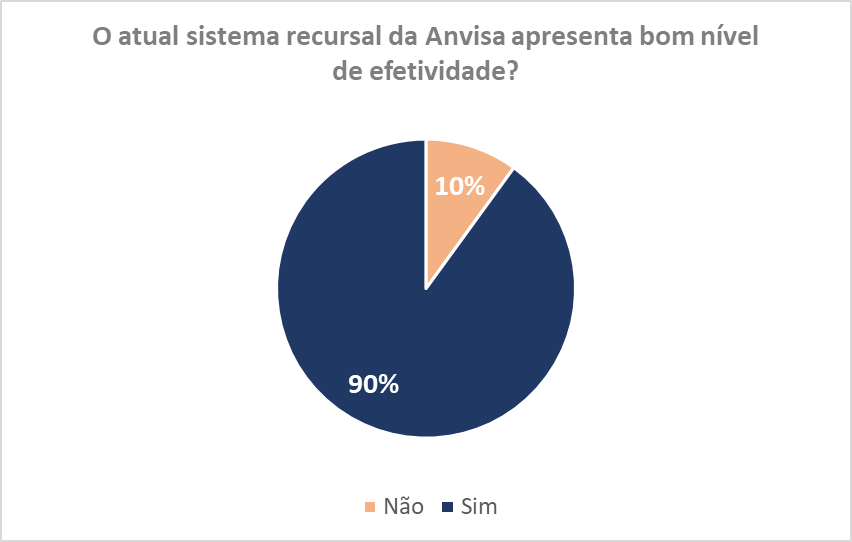 O atual sistema recursal da Anvisa apresenta bom nível
de efetividade?
10%
90%
Não
Sim